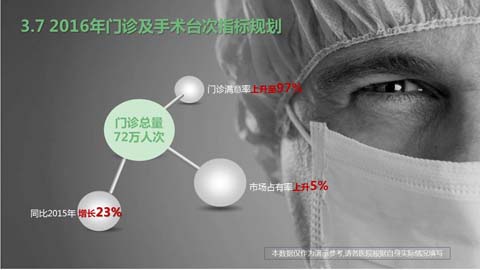 3.7 2016年门诊及手术台次指标规划
门诊满意率上升至97%
门诊总量
72万人次
市场占有率上升5%
同比2015年 增长23%
本数据仅作为演示参考,请各医院根据自身实际情况填写